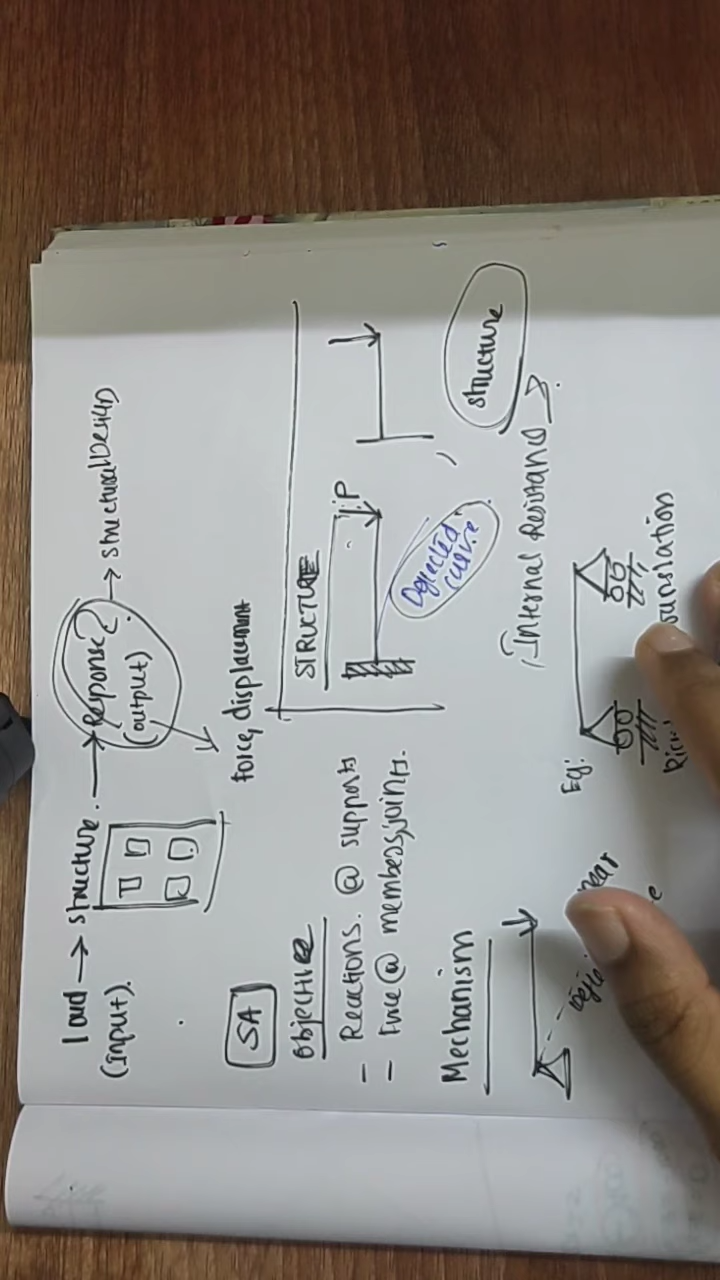 load → structure. → Response? → structural Design
(input).
(output)
force, displacement
SA
Objective
- Reactions. @ supports
- Force @ members, joints.
STRUCTURE
P
Deflected
curve.
structure
Internal Resistance
Mechanism
Eg: